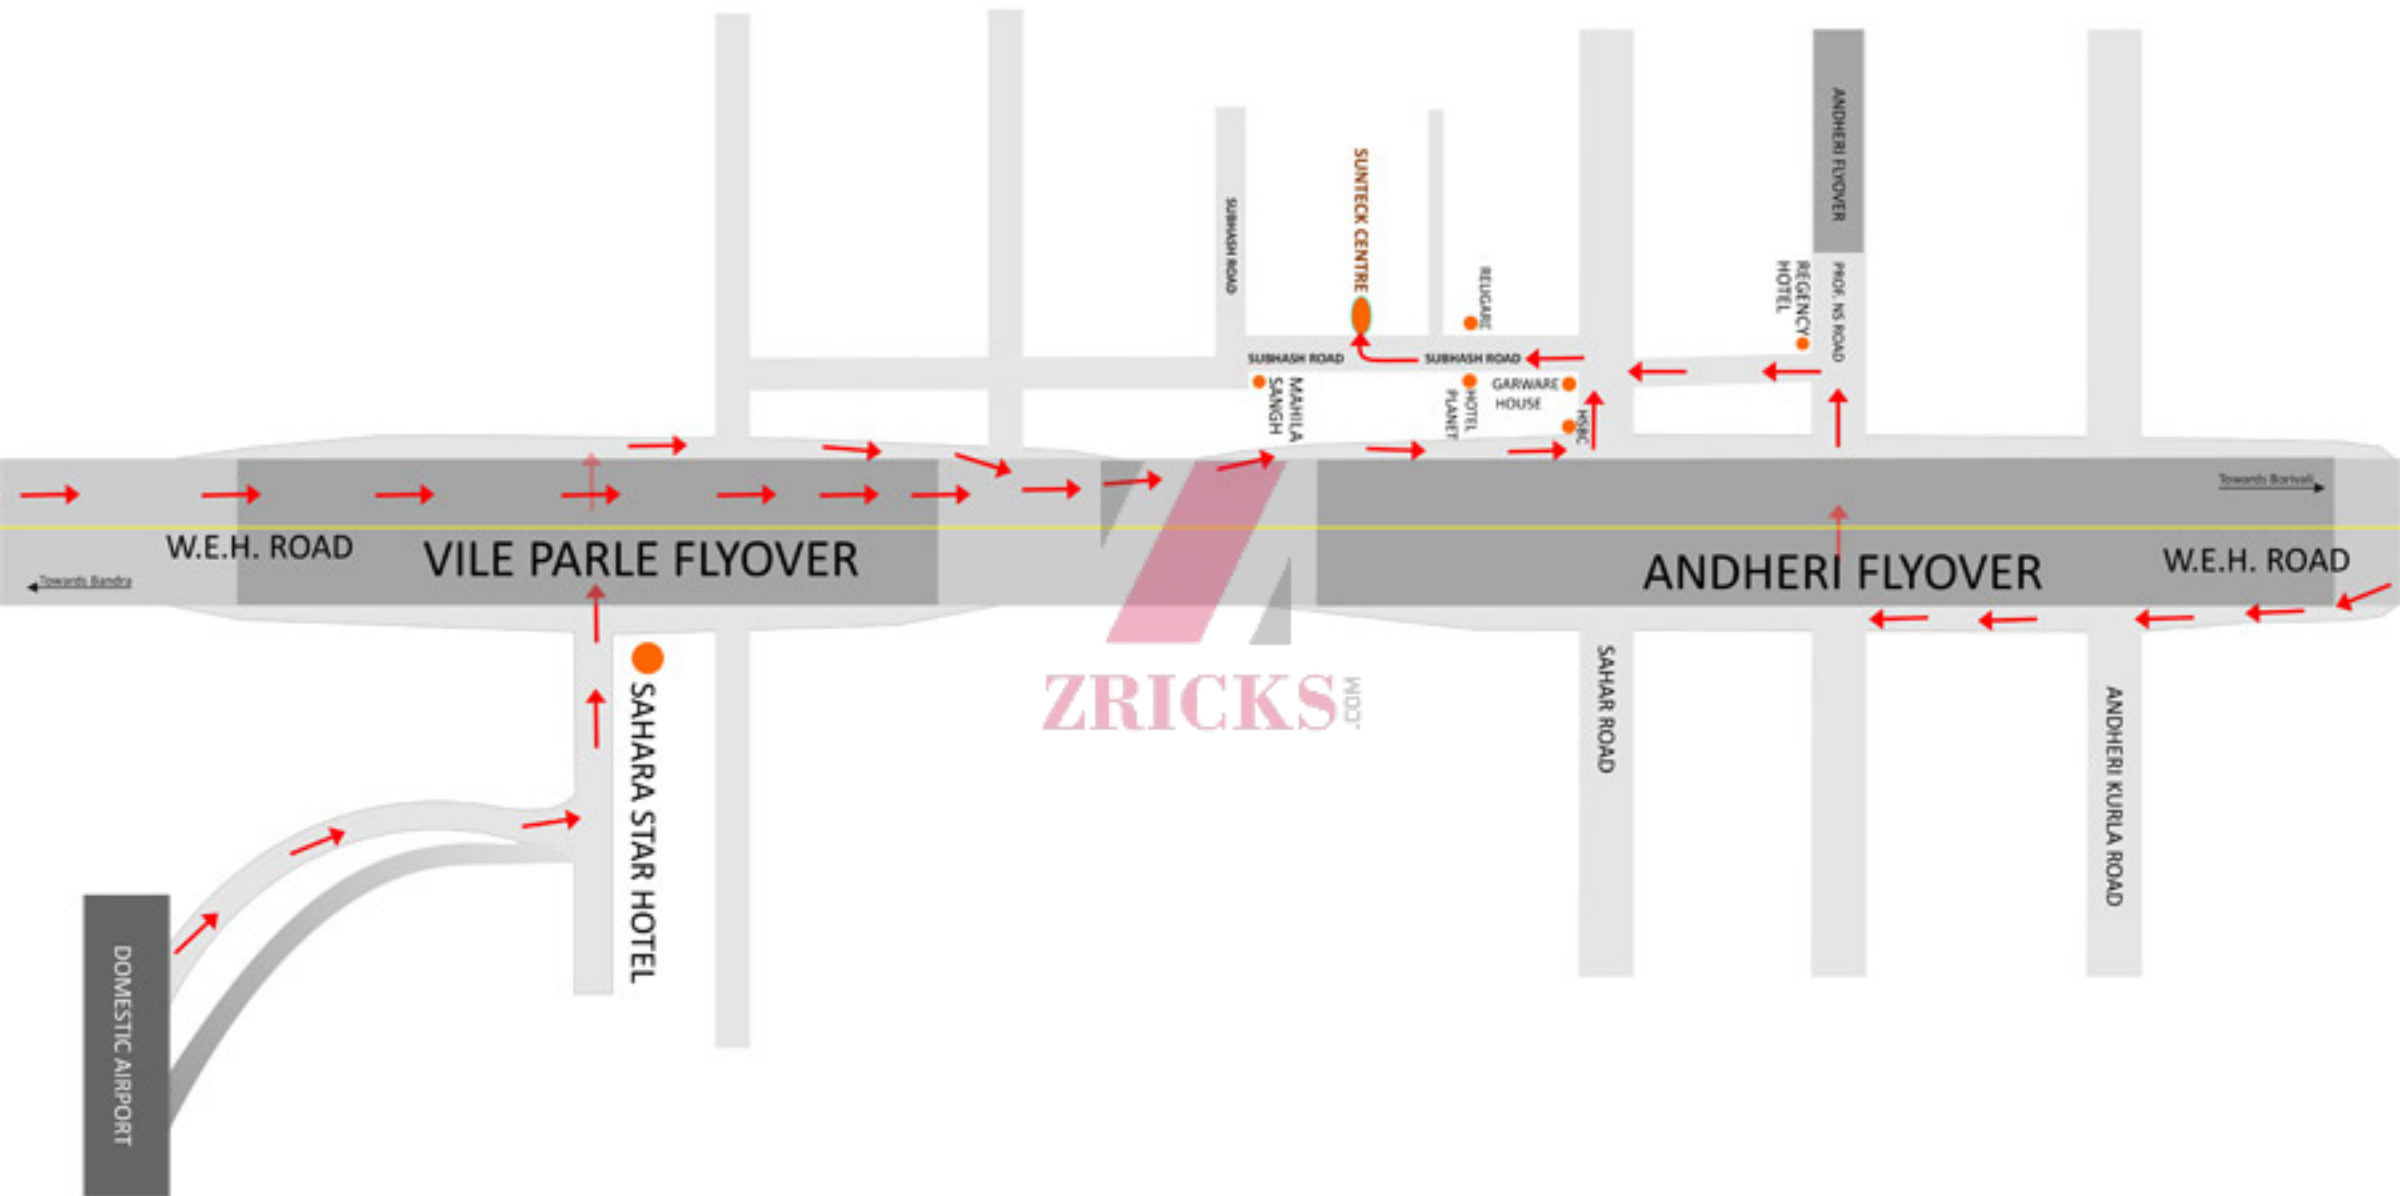 ANDHERI FLYOVER
SUNTECK CENTRE
SUBHASH ROAD
RELIGARE
REGENCY
HOTEL
PROF. NS ROAD
SUBHASH ROAD
SUBHASH ROAD
MAHILA
SANGH
HOTEL
PLANET
GARWARE
HOUSE
HSBC
Towards Borivali
W.E.H. ROAD
VILE PARLE FLYOVER
ANDHERI FLYOVER
W.E.H. ROAD
Towards Bandra
SAHARA STAR HOTEL
ZRICKS
.COM
SAHAR ROAD
ANDHERI KURLA ROAD
DOMESTIC AIRPORT